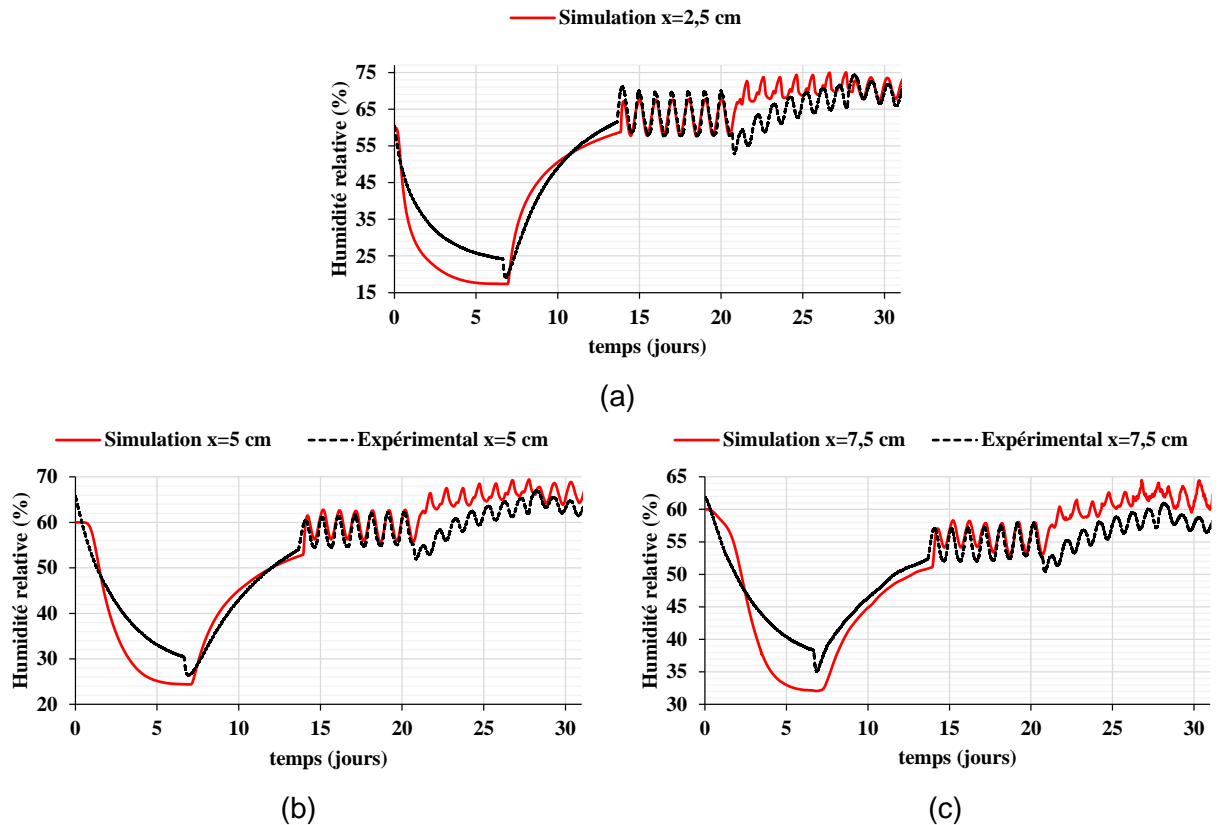 Simulation x=2,5 cm
Humidité relative (%)
75
65
55
45
35
25
15
0 5 10 15 20 25 30
temps (jours)
(a)
Simulation x=5 cm Expérimental x=5 cm
Humidité relative (%)
70
60
50
40
30
20
0 5 10 15 20 25 30
temps (jours)
(b)
Simulation x=7,5 cm Expérimental x=7,5 cm
Humidité relative (%)
65
60
55
50
45
40
35
30
0 5 10 15 20 25 30
temps (jours)
(c)